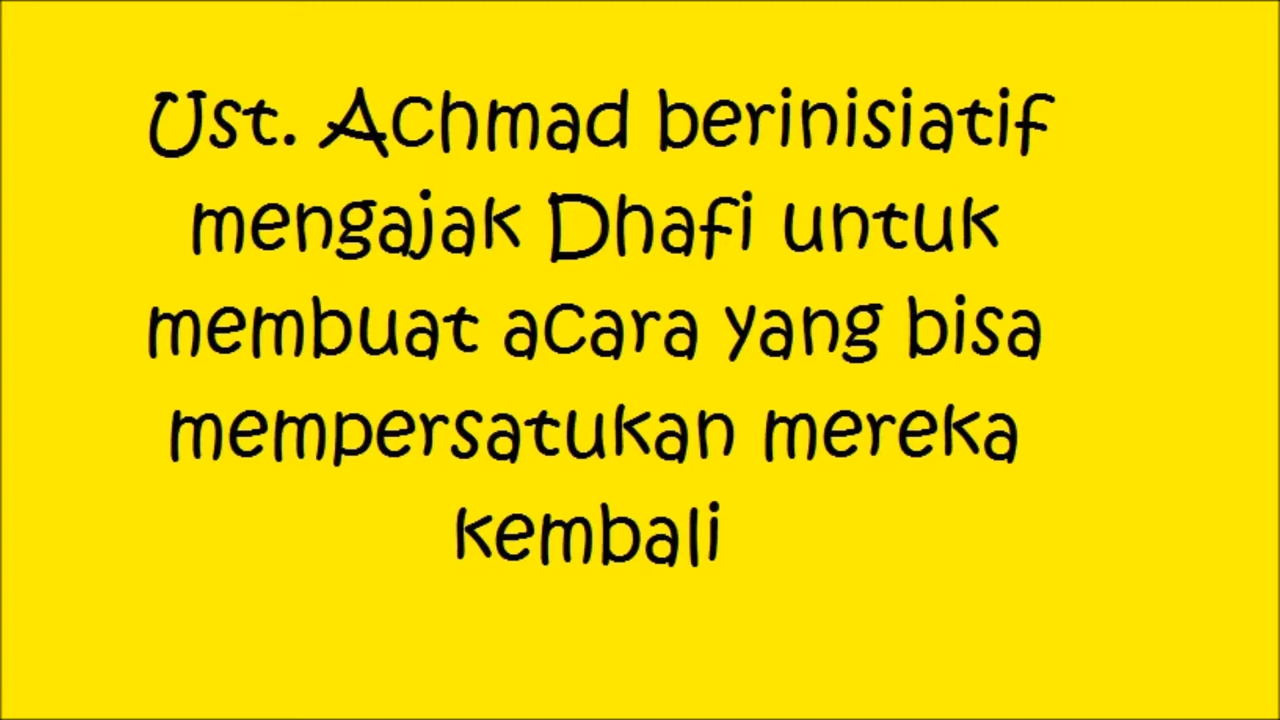 Ust. Achmad berinisiatif
mengajak Dhafi untuk
membuat acara yang bisa
mempersatukan mereka
kembali